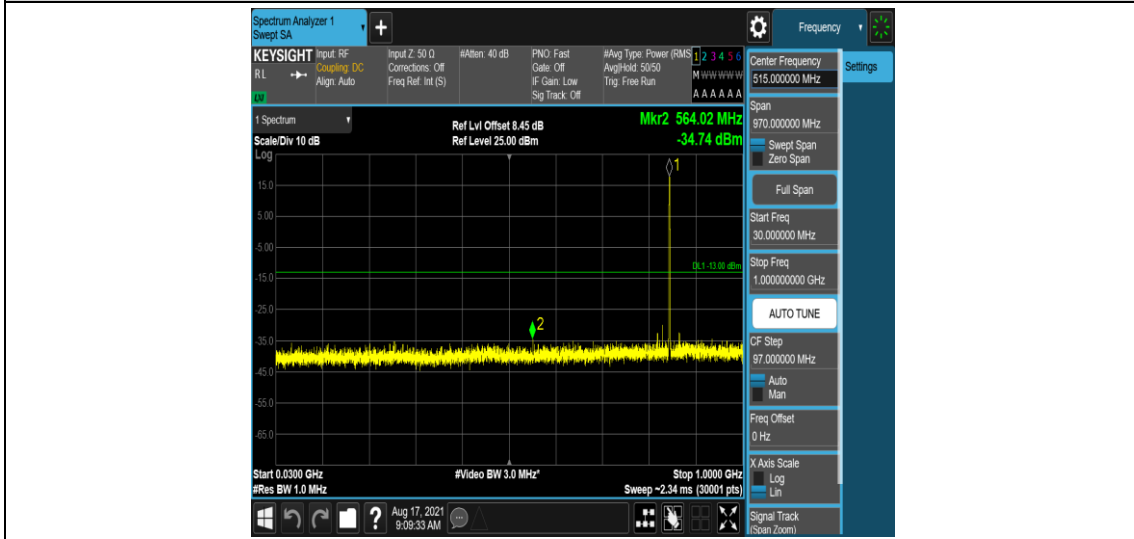 Spectrum Analyzer 1
Swept SA
+
Frequency
KEYSIGHT
RL
Input: RF
Coupling: DC
Align: Auto
Input Z: 50 Ω
Corrections: Off
Freq Ref: Int (S)
#Atten: 40 dB
PNO: Fast
Gate: Off
IF Gain: Low
Sig Track: Off
#Avg Type: Power (RMS
Avg|Hold: 50/50
Trig: Free Run
1 2 3 4 5 6
M W W W W W
A A A A A A
1 Spectrum
Scale/Div 10 dB
Log
Ref Lvl Offset 8.45 dB
Ref Level 25.00 dBm
Mkr2 564.02 MHz
-34.74 dBm
1
15.0
5.00
-5.00
DL1 -13.00 dBm
-15.0
-25.0
2
-35.0
-45.0
-55.0
-65.0
Start 0.0300 GHz
#Res BW 1.0 MHz
#Video BW 3.0 MHz*
Stop 1.0000 GHz
Sweep ~2.34 ms (30001 pts)
?
Aug 17, 2021
9:09:33 AM
Center Frequency
515.000000 MHz
Settings
Span
970.000000 MHz
Swept Span
Zero Span
Full Span
Start Freq
30.000000 MHz
Stop Freq
1.000000000 GHz
AUTO TUNE
CF Step
97.000000 MHz
Auto
Man
Freq Offset
0 Hz
X Axis Scale
Log
Lin
Signal Track
(Span Zoom)